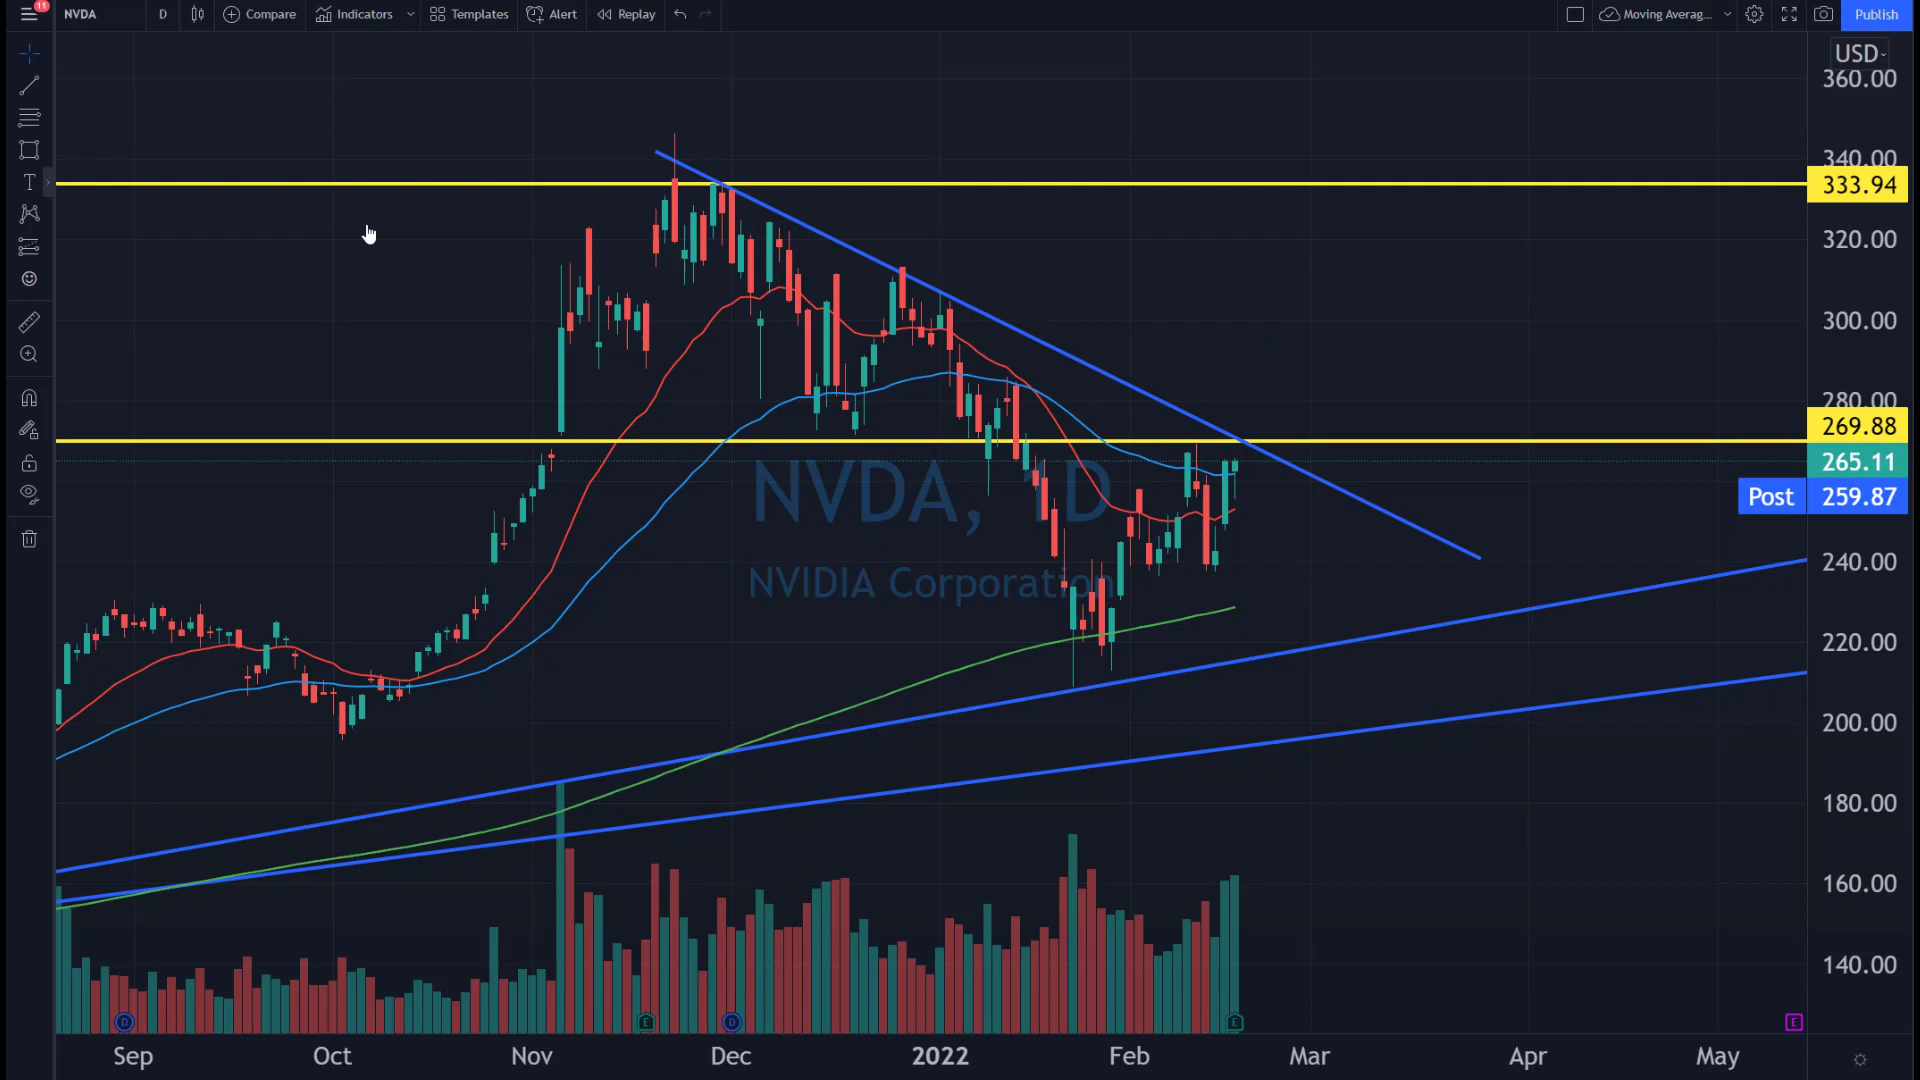 11
NVDA D Compare Indicators Templates Alert Replay Moving Averag... Publish
USD
360.00
340.00
333.94
320.00
300.00
280.00
269.88
265.11
Post 259.87
240.00
220.00
200.00
180.00
160.00
140.00
T
NVDA, 1D
NVIDIA Corporation
D E D E E
Sep Oct Nov Dec 2022 Feb Mar Apr May